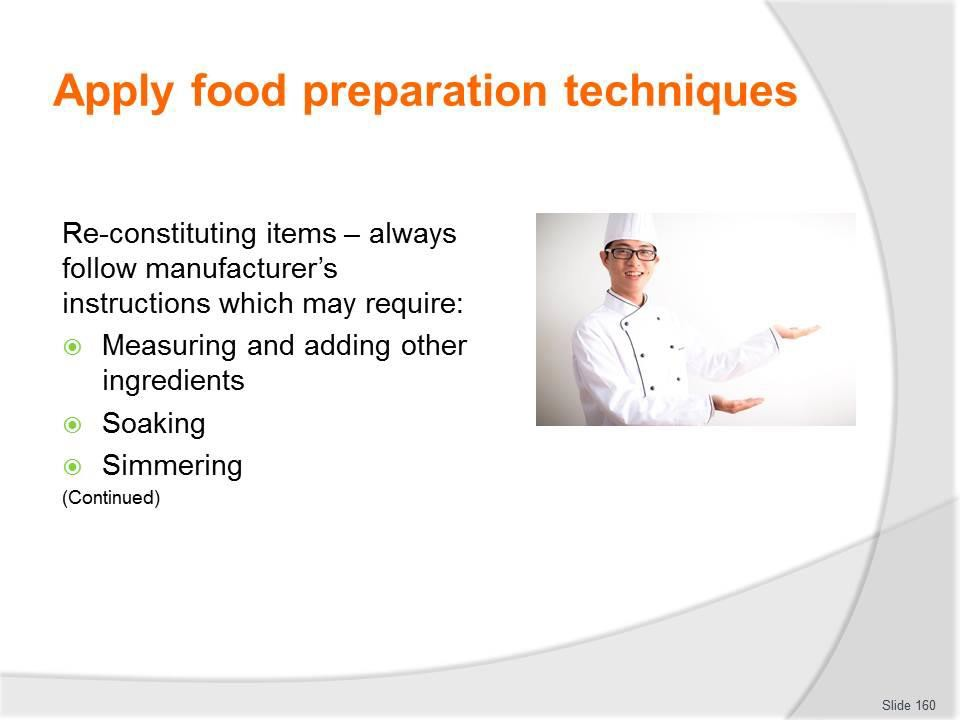 Apply food preparation techniques
Re-constituting items – always
follow manufacturer’s
instructions which may require:
Measuring and adding other
ingredients
Soaking
Simmering
(Continued)
Slide 160